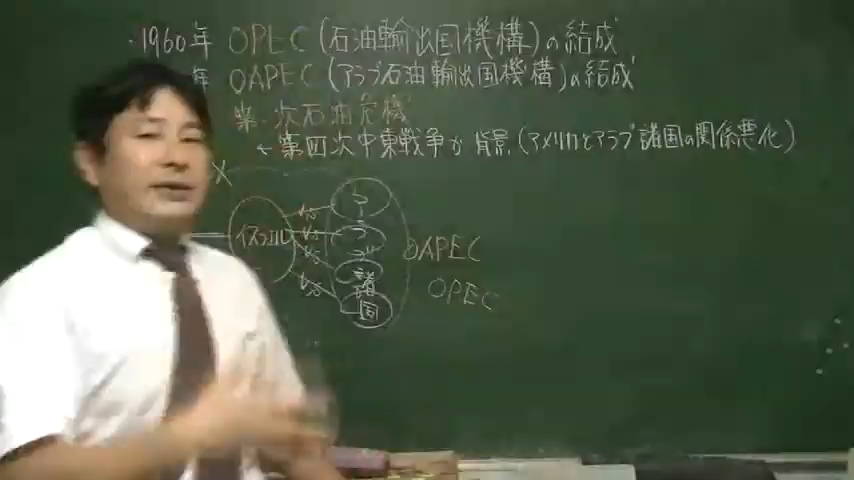 ・1960年 OPEC(石油輸出国機構)の結成
年 OAPEC(アラブ石油輸出国機構)の結成
第一次石油危機
←第四次中東戦争が背景(アメリカとアラブ諸国の関係悪化)
X
イスラエル
アラブ諸国
OAPEC
OPEC